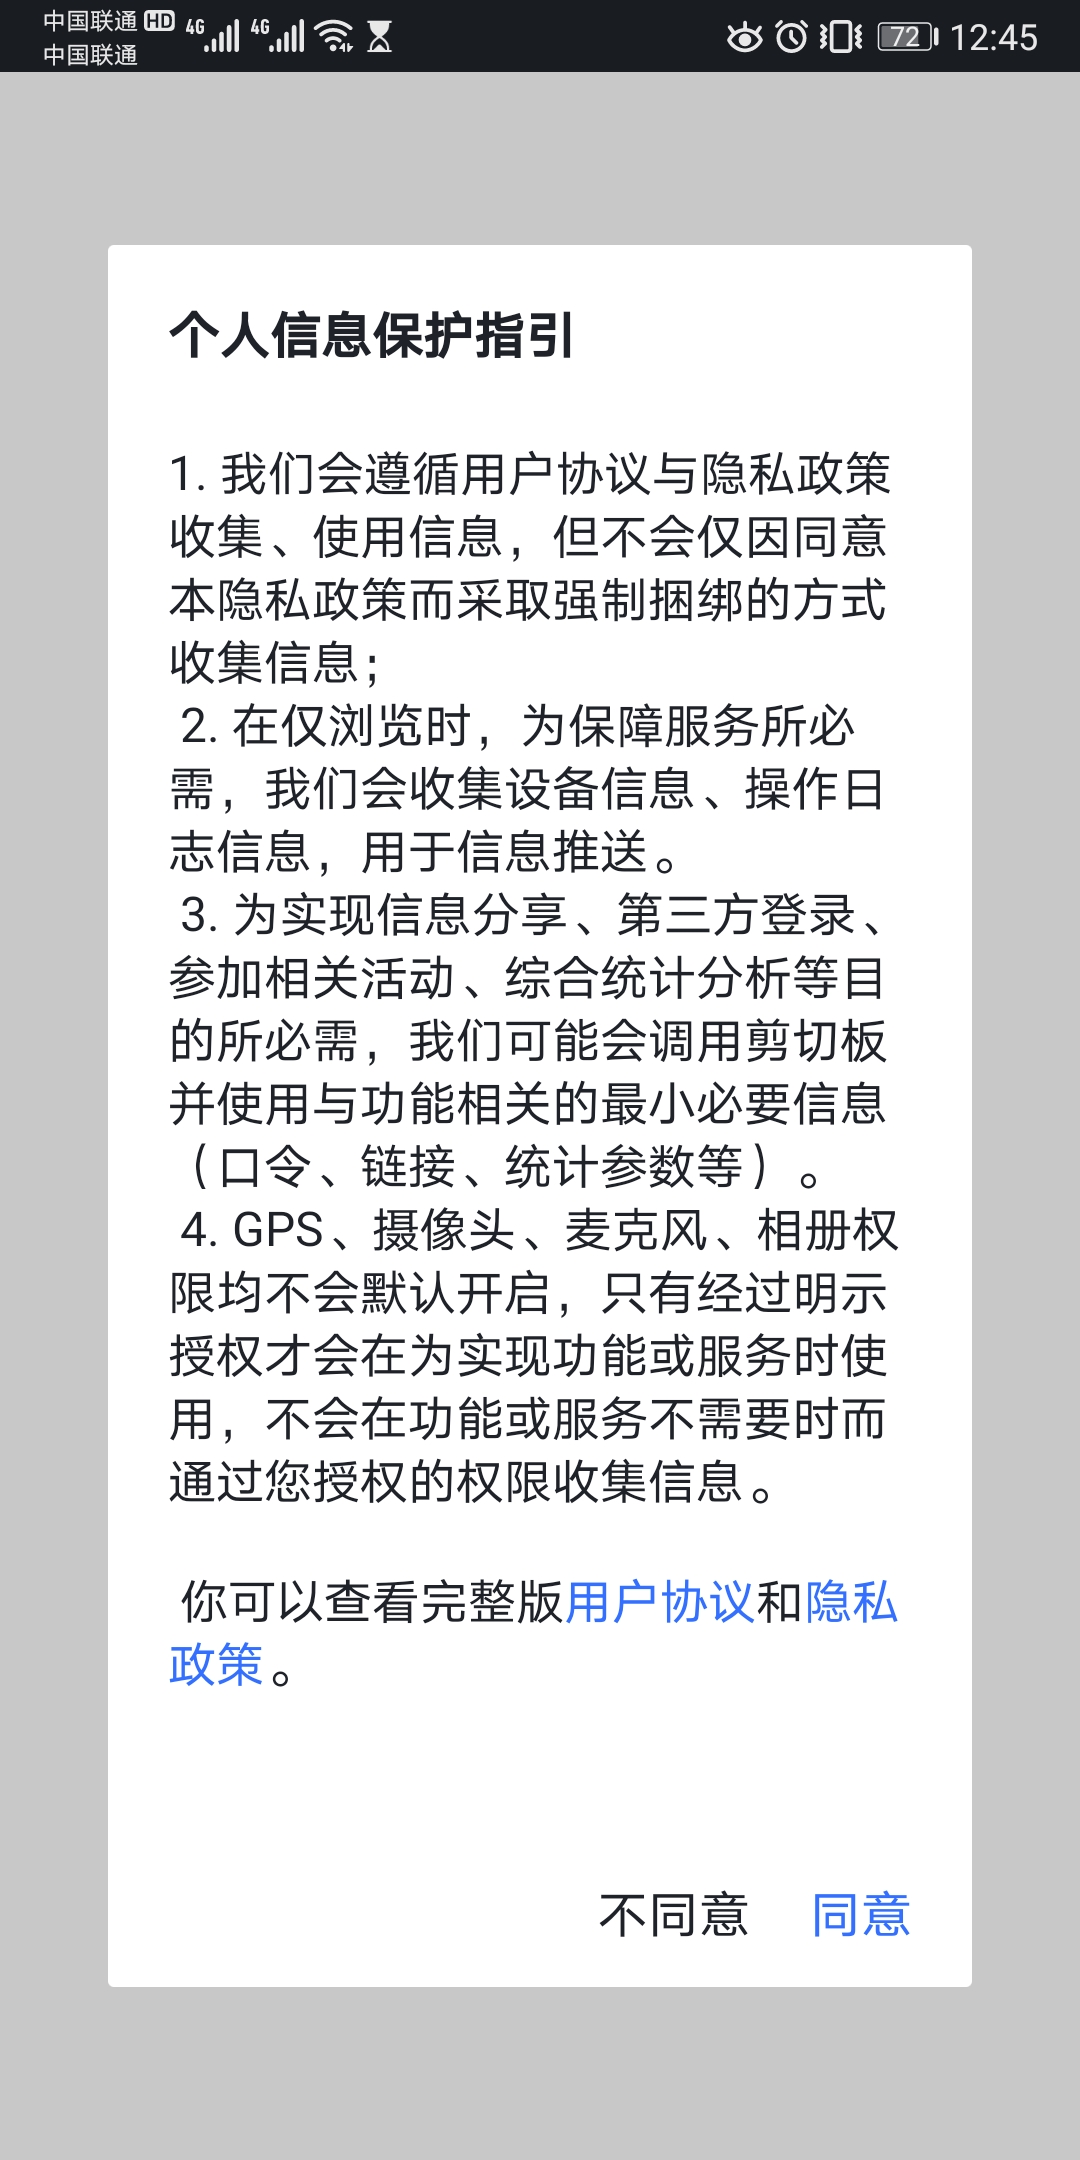 中国联通 HD 4G 4G 72 12:45
中国联通
个人信息保护指引
1. 我们会遵循用户协议与隐私政策
收集、使用信息，但不会仅因同意
本隐私政策而采取强制捆绑的方式
收集信息；
2. 在仅浏览时，为保障服务所必
需，我们会收集设备信息、操作日
志信息，用于信息推送。
3. 为实现信息分享、第三方登录、
参加相关活动、综合统计分析等目
的所必需，我们可能会调用剪切板
并使用与功能相关的最小必要信息
（口令、链接、统计参数等）。
4. GPS、摄像头、麦克风、相册权
限均不会默认开启，只有经过明示
授权才会在为实现功能或服务时使
用，不会在功能或服务不需要时而
通过您授权的权限收集信息。
你可以查看完整版用户协议和隐私
政策。
不同意 同意